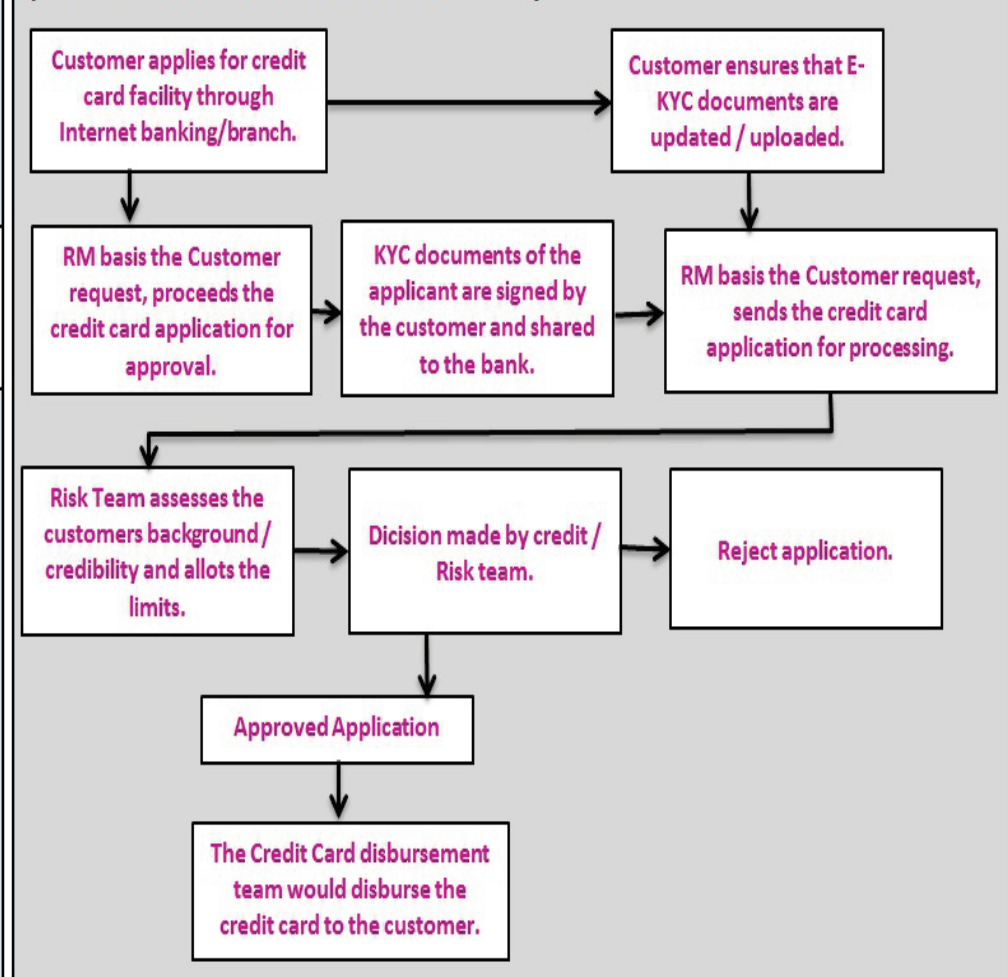 Customer applies for credit
card facility through
Internet banking/branch.
Customer ensures that E-
KYC documents are
updated / uploaded.
RM basis the Customer
request, proceeds the
credit card application for
approval.
KYC documents of the
applicant are signed by
the customer and shared
to the bank.
RM basis the Customer request,
sends the credit card
application for processing.
Risk Team assesses the
customers background /
credibility and allots the
limits.
Dicision made by credit /
Risk team.
Reject application.
Approved Application
The Credit Card disbursement
team would disburse the
credit card to the customer.